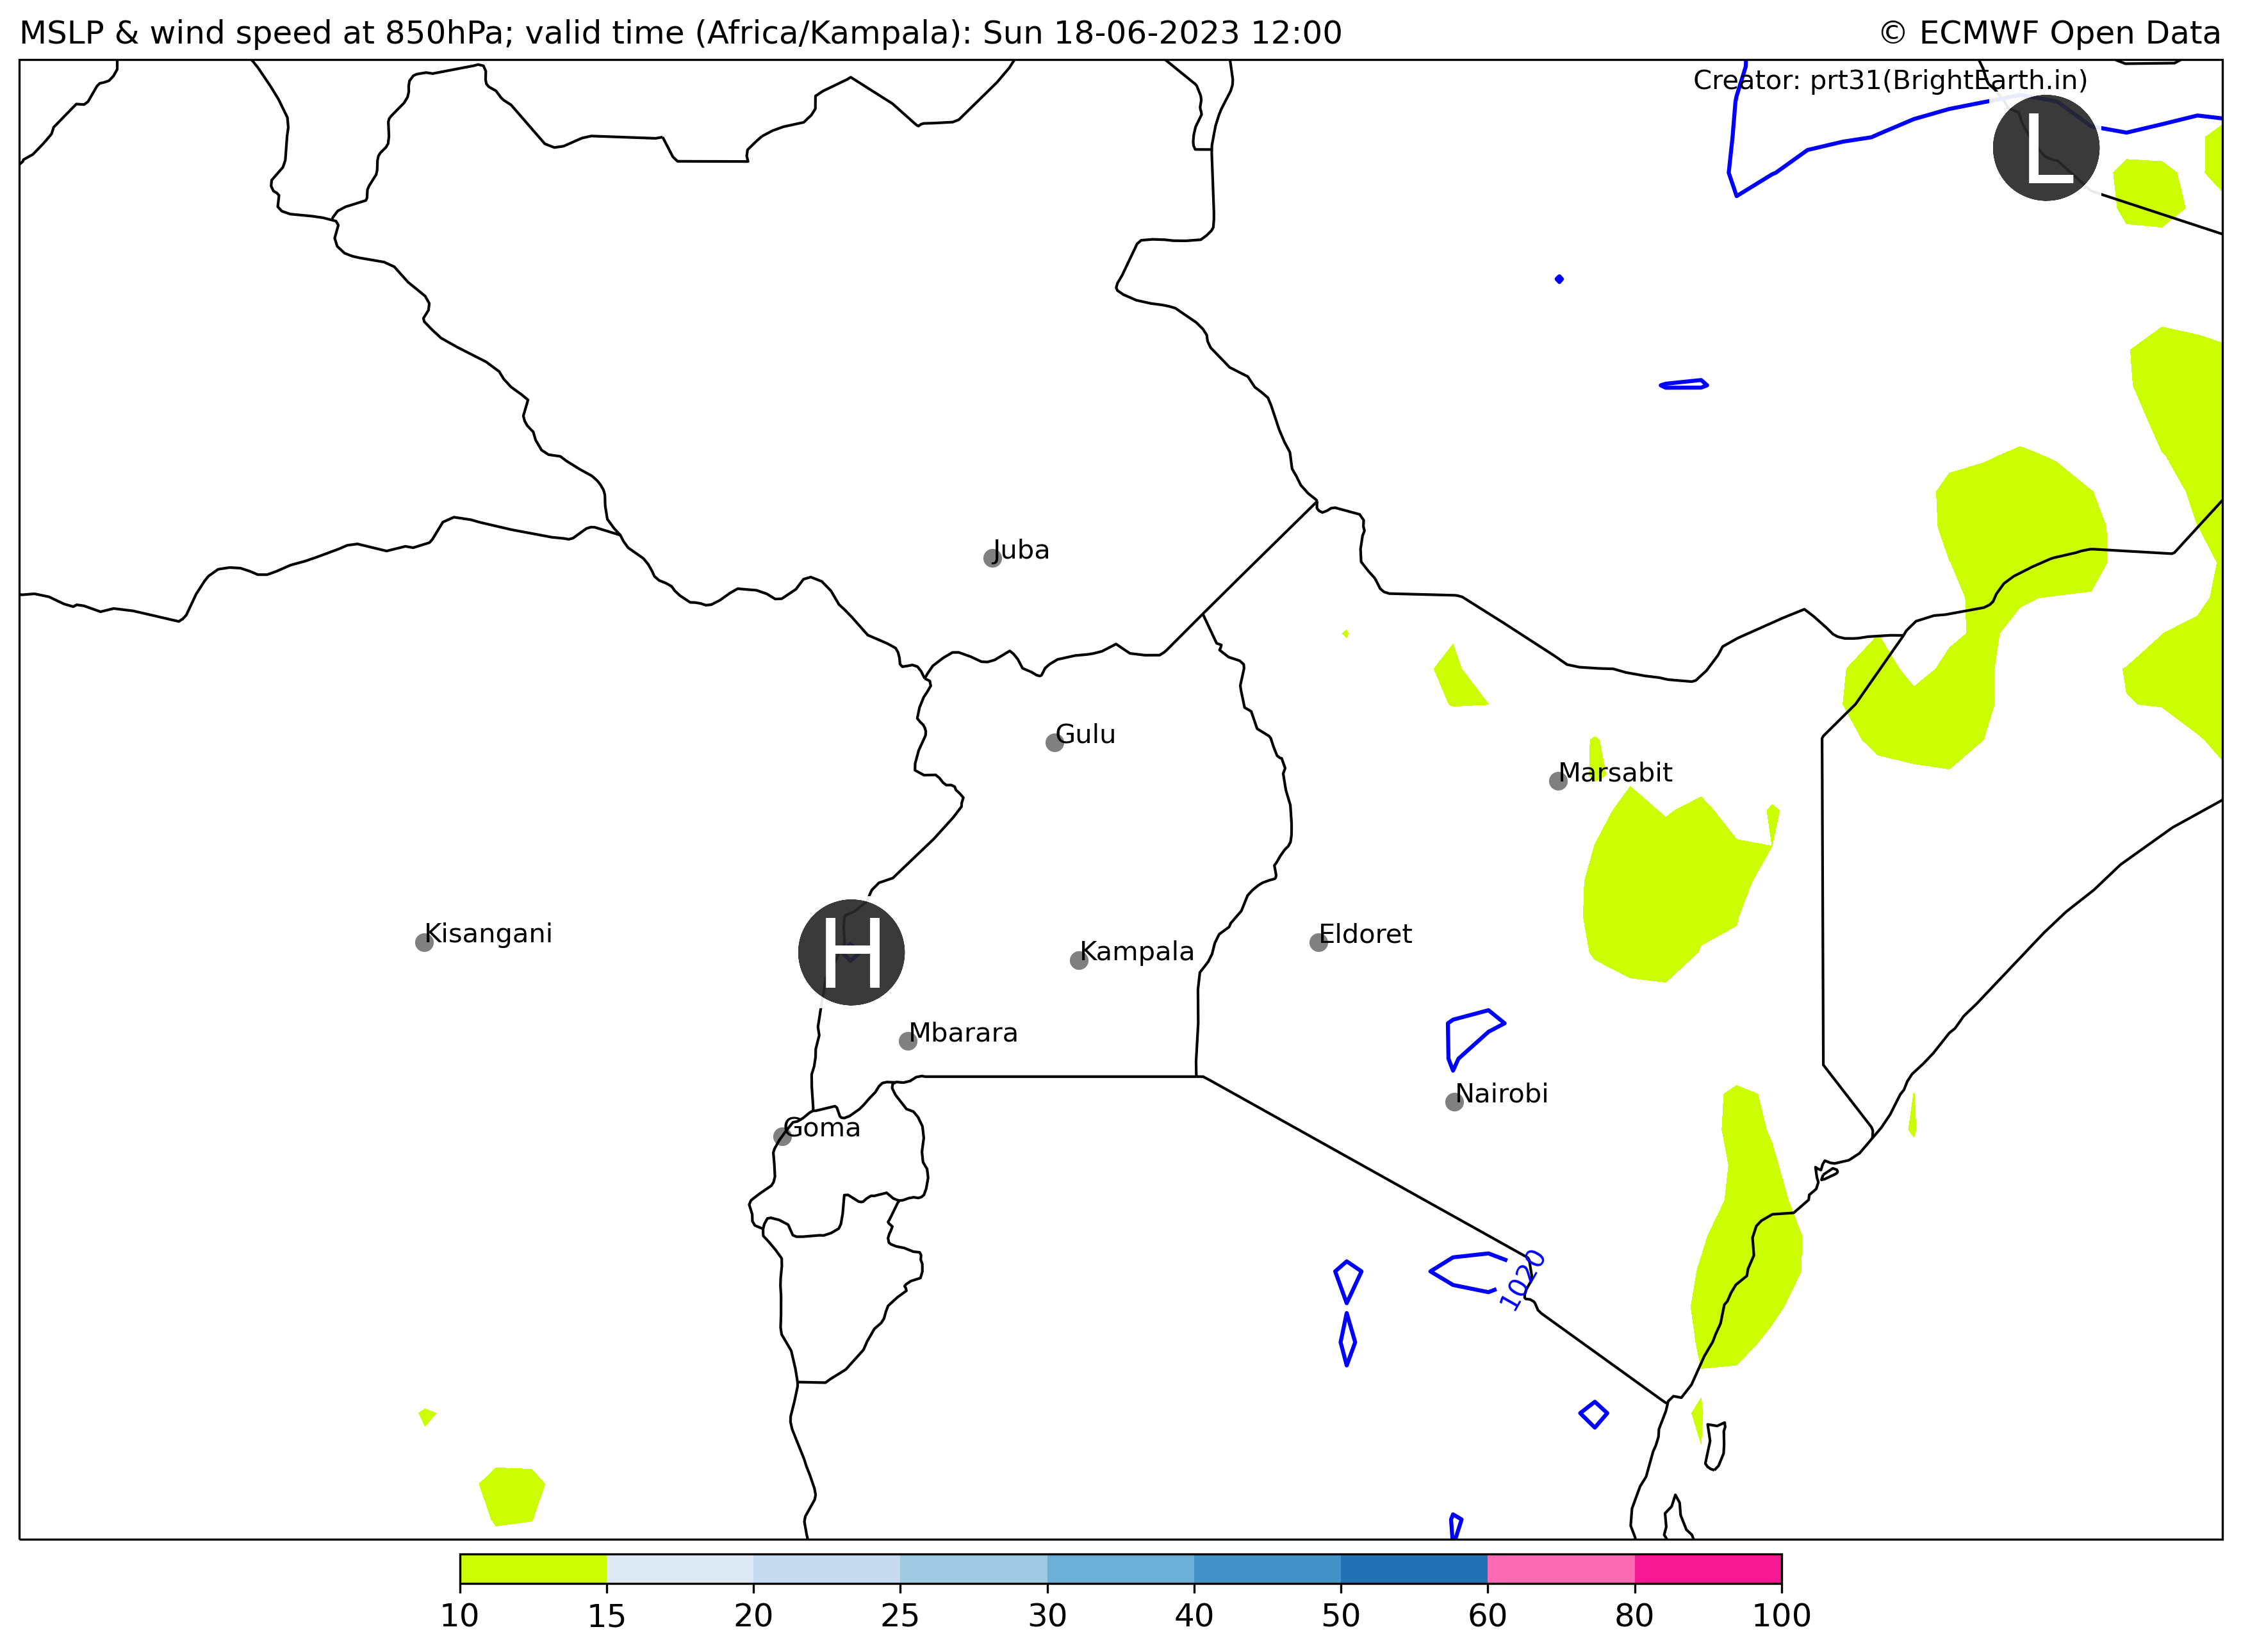 MSLP & wind speed at 850hPa; valid time (Africa/Kampala): Sun 18-06-2023 12:00
© ECMWF Open Data
Creator: prt31(BrightEarth.in)
L
Juba
Gulu
Marsabit
Kisangani
H
Kampala
Eldoret
Mbarara
Nairobi
Goma
1020
10 15 20 25 30 40 50 60 80 100